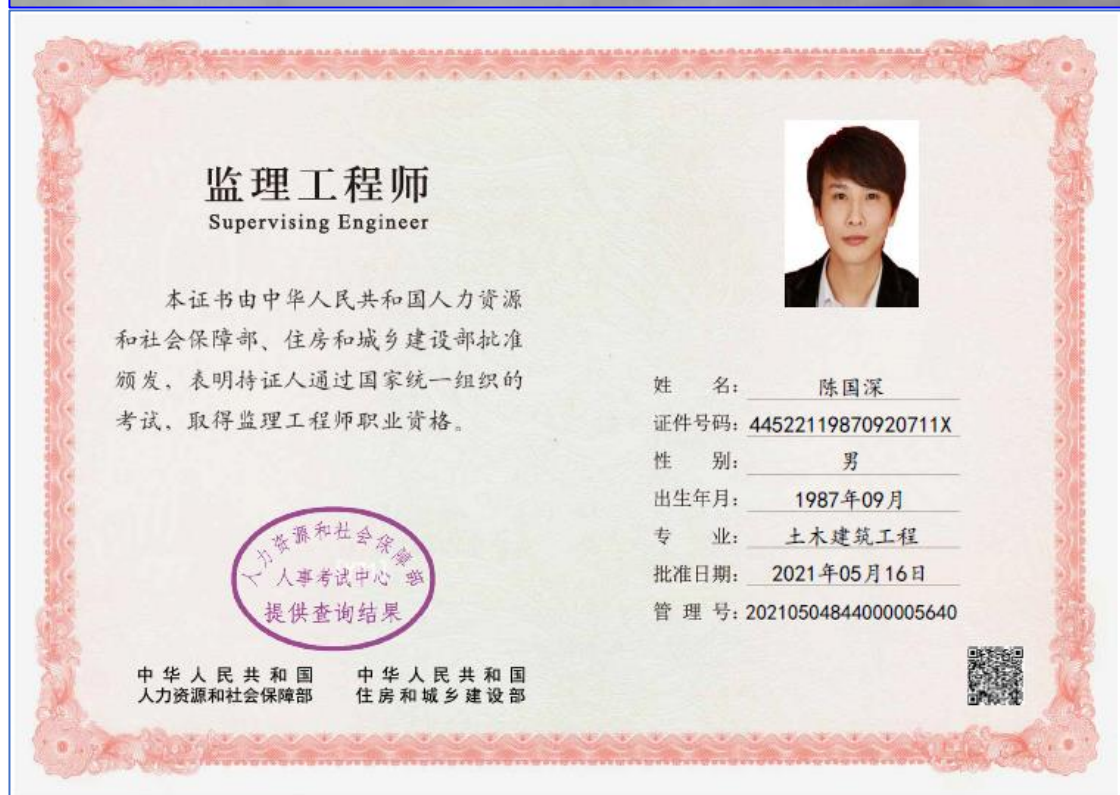 监理工程师
Supervising Engineer
本证书由中华人民共和国人力资源
和社会保障部、住房和城乡建设部批准
颁发，表明持证人通过国家统一组织的
考试，取得监理工程师职业资格。
人力资源和社会保障部
人事考试中心
提供查询结果
中华人民共和国
人力资源和社会保障部
中华人民共和国
住房和城乡建设部
姓 名： 陈国深
证件号码： 44522119870920711X
性 别： 男
出生年月： 1987年09月
专 业： 土木建筑工程
批准日期： 2021年05月16日
管 理 号： 20210504844000005640